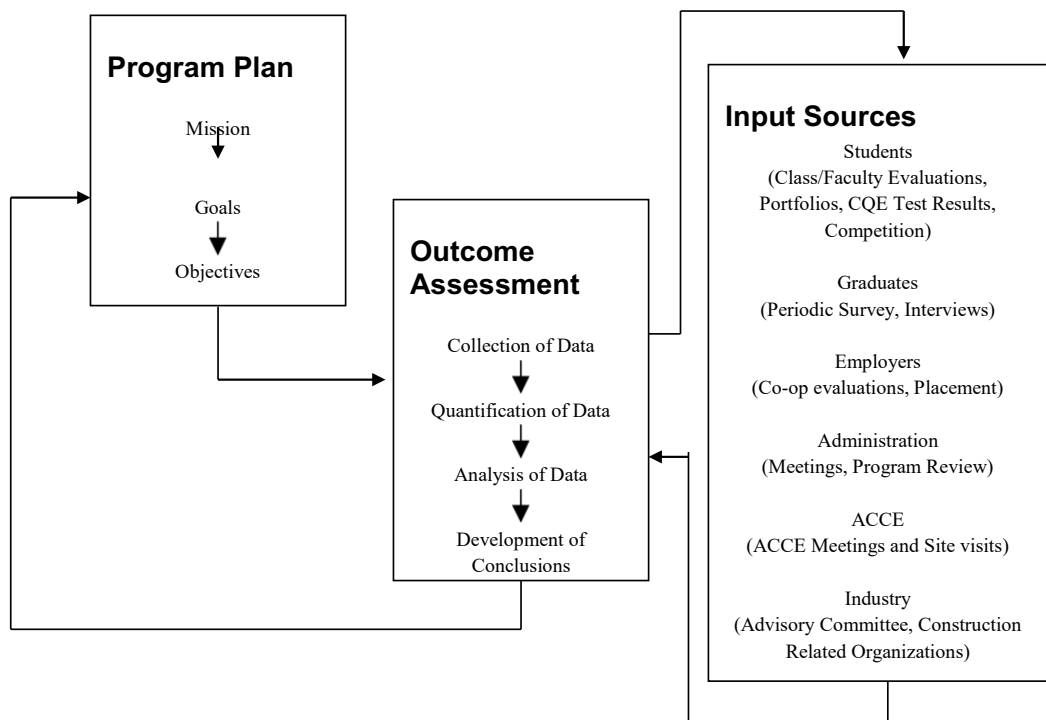 Program Plan
Mission
Goals
Objectives
Outcome
Assessment
Collection of Data
Quantification of Data
Analysis of Data
Development of
Conclusions
Input Sources
Students
(Class/Faculty Evaluations,
Portfolios, CQE Test Results,
Competition)
Graduates
(Periodic Survey, Interviews)
Employers
(Co-op evaluations, Placement)
Administration
(Meetings, Program Review)
ACCE
(ACCE Meetings and Site visits)
Industry
(Advisory Committee, Construction
Related Organizations)